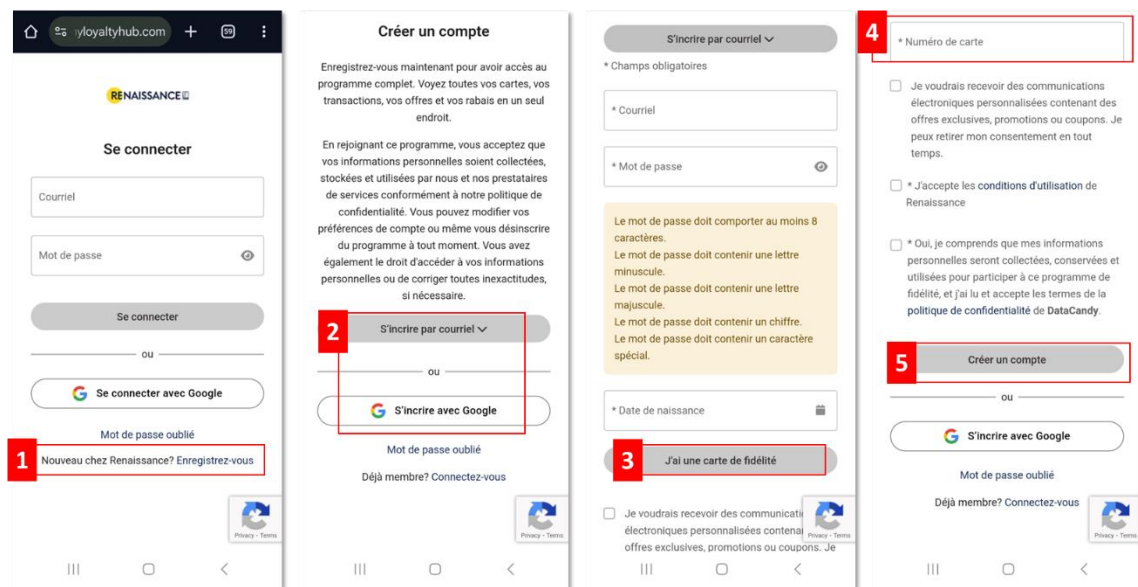 yloyaltyhub.com
59
RENAISSANCE
Se connecter
Courriel
Mot de passe
Se connecter
ou
Se connecter avec Google
Mot de passe oublié
1
Nouveau chez Renaissance? Enregistrez-vous
Privacy - Terms
Créer un compte
Enregistrez-vous maintenant pour avoir accès au
programme complet. Voyez toutes vos cartes, vos
transactions, vos offres et vos rabais en un seul
endroit.
En rejoignant ce programme, vous acceptez que
vos informations personnelles soient collectées,
stockées et utilisées par nous et nos prestataires
de services conformément à notre politique de
confidentialité. Vous pouvez modifier vos
préférences de compte ou même vous désinscrire
du programme à tout moment. Vous avez
également le droit d'accéder à vos informations
personnelles ou de corriger toutes inexactitudes,
si nécessaire.
2
S'incrire par courriel
ou
S'incrire avec Google
Mot de passe oublié
Déjà membre? Connectez-vous
Privacy - Terms
S'incrire par courriel
* Champs obligatoires
* Courriel
* Mot de passe
Le mot de passe doit comporter au moins 8
caractères.
Le mot de passe doit contenir une lettre
minuscule.
Le mot de passe doit contenir une lettre
majuscule.
Le mot de passe doit contenir un chiffre.
Le mot de passe doit contenir un caractère
spécial.
* Date de naissance
3
J'ai une carte de fidélité
Je voudrais recevoir des communicati
électroniques personnalisées contena
offres exclusives, promotions ou coupons. Je
Privacy - Terms
4
* Numéro de carte
Je voudrais recevoir des communications
électroniques personnalisées contenant des
offres exclusives, promotions ou coupons. Je
peux retirer mon consentement en tout
temps.
* J'accepte les conditions d'utilisation de
Renaissance
* Oui, je comprends que mes informations
personnelles seront collectées, conservées et
utilisées pour participer à ce programme de
fidélité, et j'ai lu et accepte les termes de la
politique de confidentialité de DataCandy.
5
Créer un compte
ou
S'incrire avec Google
Mot de passe oublié
Déjà membre? Connectez-vous
Privacy - Terms